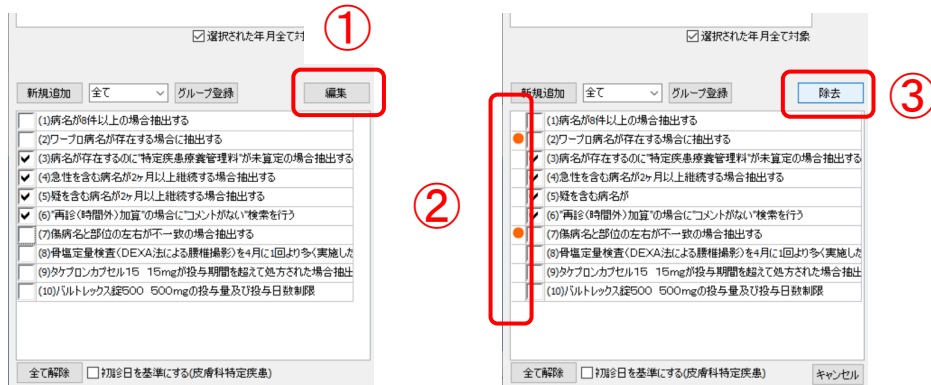 ①
☑選択された年月全て対
新規追加 全て グループ登録 編集
(1)病名が8件以上の場合抽出する
(2)ワープロ病名が存在する場合に抽出する
(3)病名が存在するのに"特定疾患療養管理料"が未算定の場合抽出する
(4)急性を含む病名が2ヶ月以上継続する場合抽出する
(5)疑を含む病名が2ヶ月以上継続する場合抽出する
(6)"再診(時間外)加算"の場合に"コメントがない"検索を行う
(7)傷病名と部位の左右が不一致の場合抽出する
(8)骨塩定量検査(DEXA法による腰椎撮影)を4月に1回より多く実施した
(9)タケプロンカプセル15 15mgが投与期間を超えて処方された場合抽出
(10)バルトレックス錠500 500mgの投与量及び投与日数制限
全て解除 初診日を基準にする(皮膚科特定疾患)
②
☑選択された年月全て対象
新規追加 全て グループ登録 除去
③
(1)病名が8件以上の場合抽出する
(2)ワープロ病名が存在する場合に抽出する
(3)病名が存在するのに"特定疾患療養管理料"が未算定の場合抽出する
(4)急性を含む病名が2ヶ月以上継続する場合抽出する
(5)疑を含む病名が
(6)"再診(時間外)加算"の場合に"コメントがない"検索を行う
(7)傷病名と部位の左右が不一致の場合抽出する
(8)骨塩定量検査(DEXA法による腰椎撮影)を4月に1回より多く実施した
(9)タケプロンカプセル15 15mgが投与期間を超えて処方された場合抽出
(10)バルトレックス錠500 500mgの投与量及び投与日数制限
全て解除 初診日を基準にする(皮膚科特定疾患) キャンセル